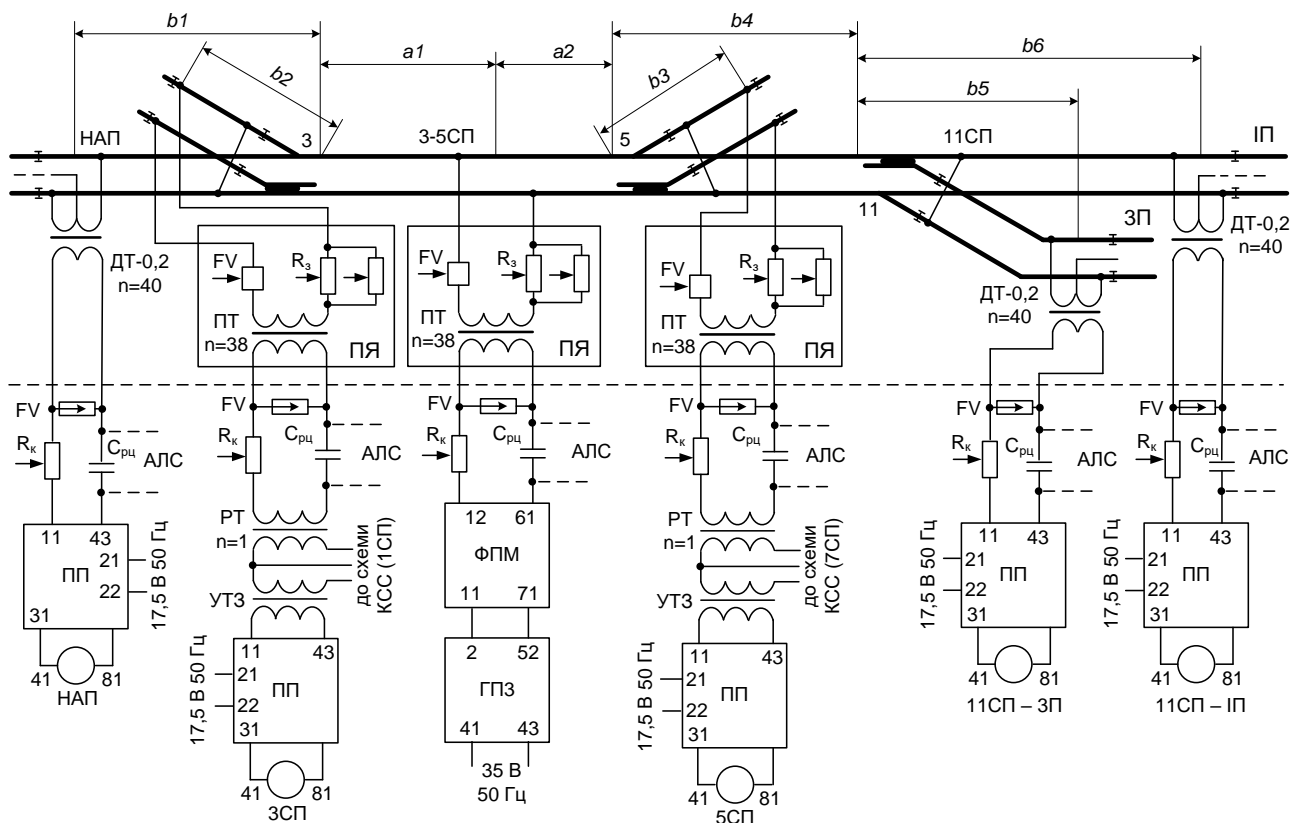 b1
b4
a1
a2
b6
b2
b3
b5
НАП
3
3-5СП
5
11СП
ІП
11
3П
ДТ-0,2
n=40
FV
Rз
ПТ
n=38
ПЯ
FV
Rз
ПТ
n=38
ПЯ
FV
Rз
ПТ
n=38
ПЯ
ДТ-0,2
n=40
ДТ-0,2
n=40
FV
Rк
Cрц
АЛС
FV
Rк
Cрц
АЛС
FV
Rк
Cрц
АЛС
FV
Rк
Cрц
АЛС
FV
Rк
Cрц
АЛС
FV
Rк
Cрц
АЛС
11 43
21
ПП
22
31
17,5 В 50 Гц
41 81
НАП
РТ
n=1
УТЗ
до схеми
КСС (1СП)
11 43
21
ПП
22
31
17,5 В 50 Гц
41 81
3СП
12 61
ФПМ
11 71
2 52
ГП3
41 43
35 В
50 Гц
РТ
n=1
УТЗ
до схеми
КСС (7СП)
11 43
21
ПП
22
31
17,5 В 50 Гц
41 81
5СП
11 43
21
ПП
22
31
17,5 В 50 Гц
41 81
11СП – 3П
11 43
21
ПП
22
31
17,5 В 50 Гц
41 81
11СП – ІП